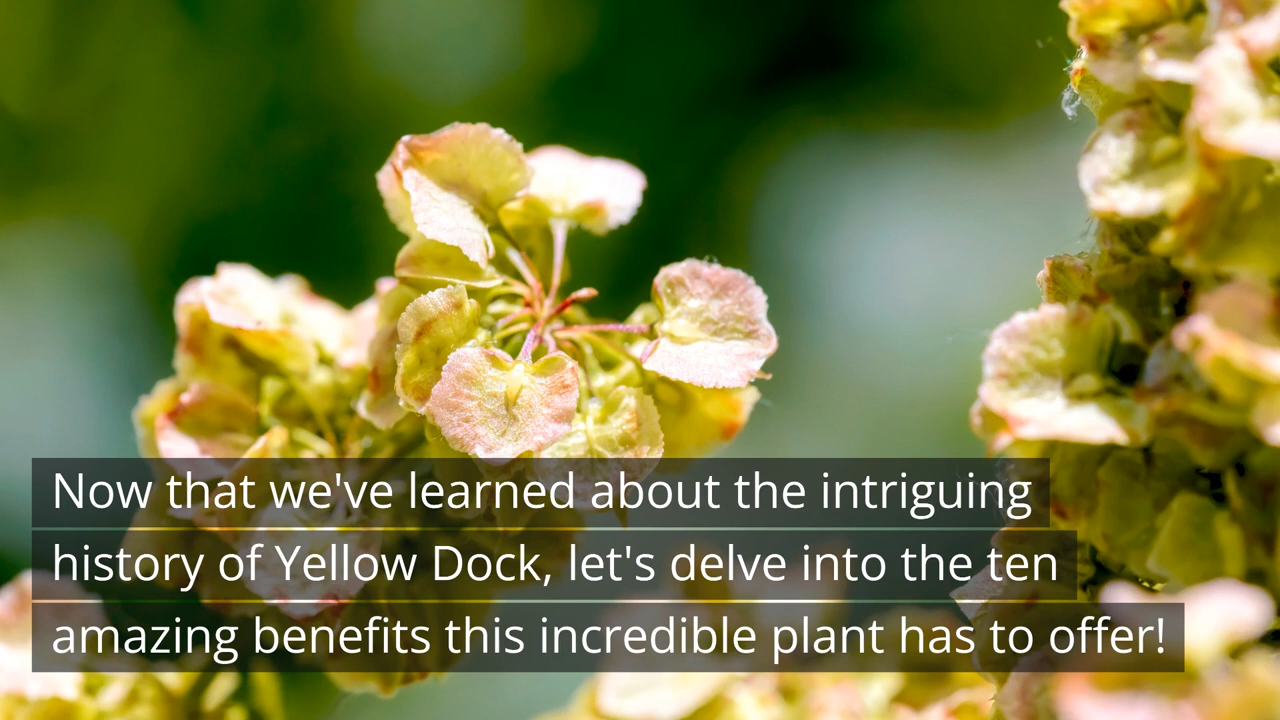 Now that we've learned about the intriguing
history of Yellow Dock, let's delve into the ten
amazing benefits this incredible plant has to offer!